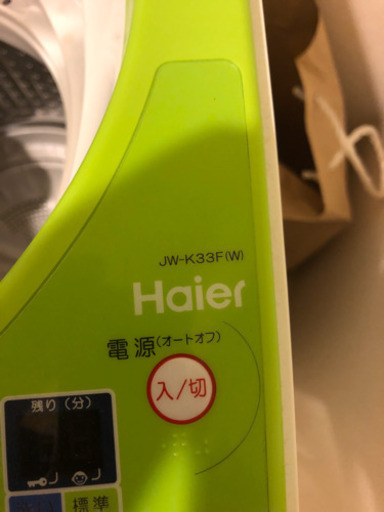 JW-K33F(W)
Haier
電源(オートオフ)
入/切
残り(分)
標準